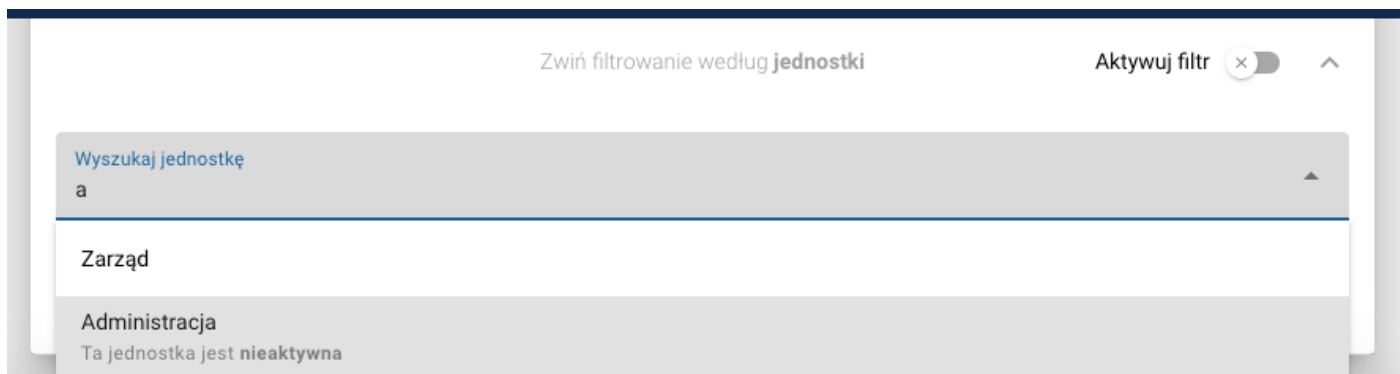 Zwiń filtrowanie według jednostki
Aktywuj filtr
Wyszukaj jednostkę
a
Zarząd
Administracja
Ta jednostka jest nieaktywna